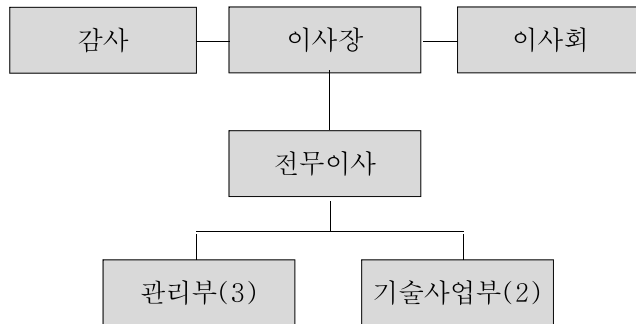 감사
이사장
이사회
전무이사
관리부(3)
기술사업부(2)